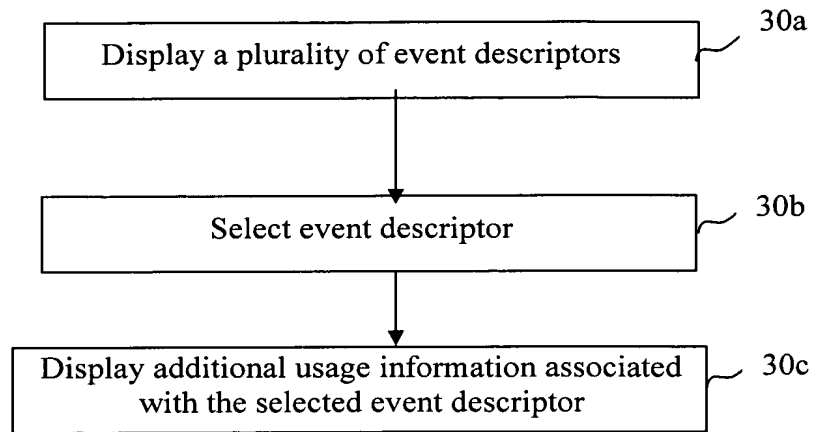 30a
Display a plurality of event descriptors
30b
Select event descriptor
30c
Display additional usage information associated
with the selected event descriptor